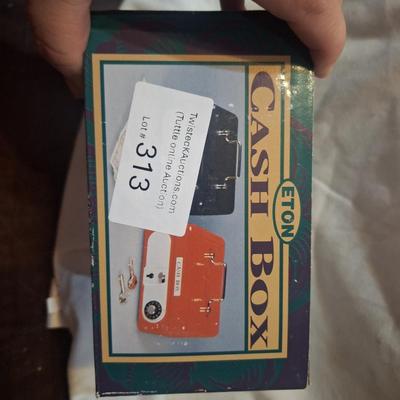 ETON
CASH BOX
TwisteckAuctions.com
(Tuttle online Auction)
Lot # 313
CASH BOX